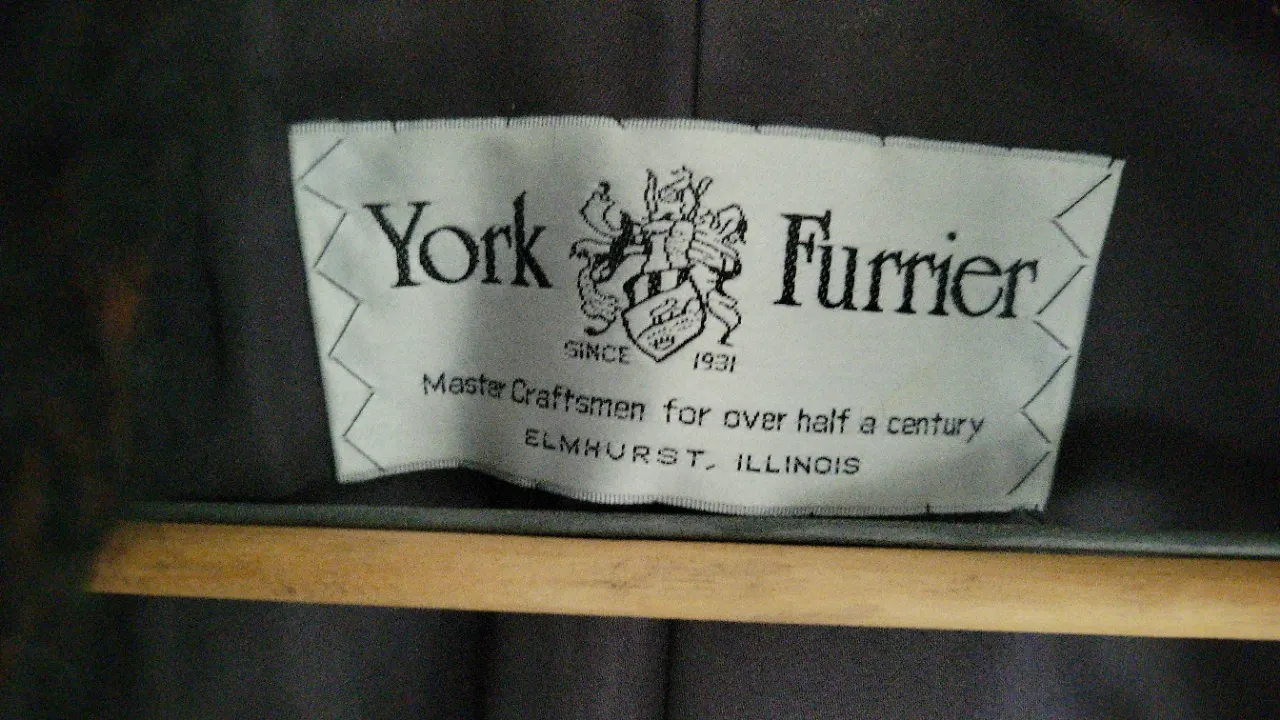 York Furrier
SINCE 1931
Master Craftsmen for over half a century
ELMHURST, ILLINOIS